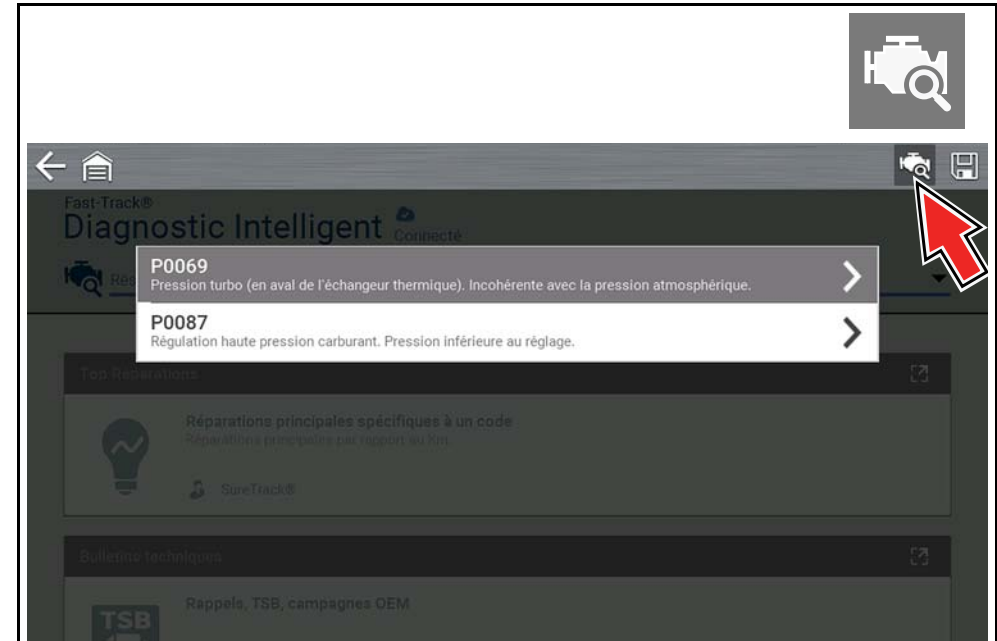 Fast-Track®
Diagnostic Intelligent Connecté
Rés
P0069
Pression turbo (en aval de l'échangeur thermique). Incohérente avec la pression atmosphérique.
P0087
Régulation haute pression carburant. Pression inférieure au réglage.
Top Réparations
Réparations principales spécifiques à un code
Réparations principales par rapport au Km.
SureTrack®
Bulletins techniques
Rappels, TSB, campagnes OEM
TSB